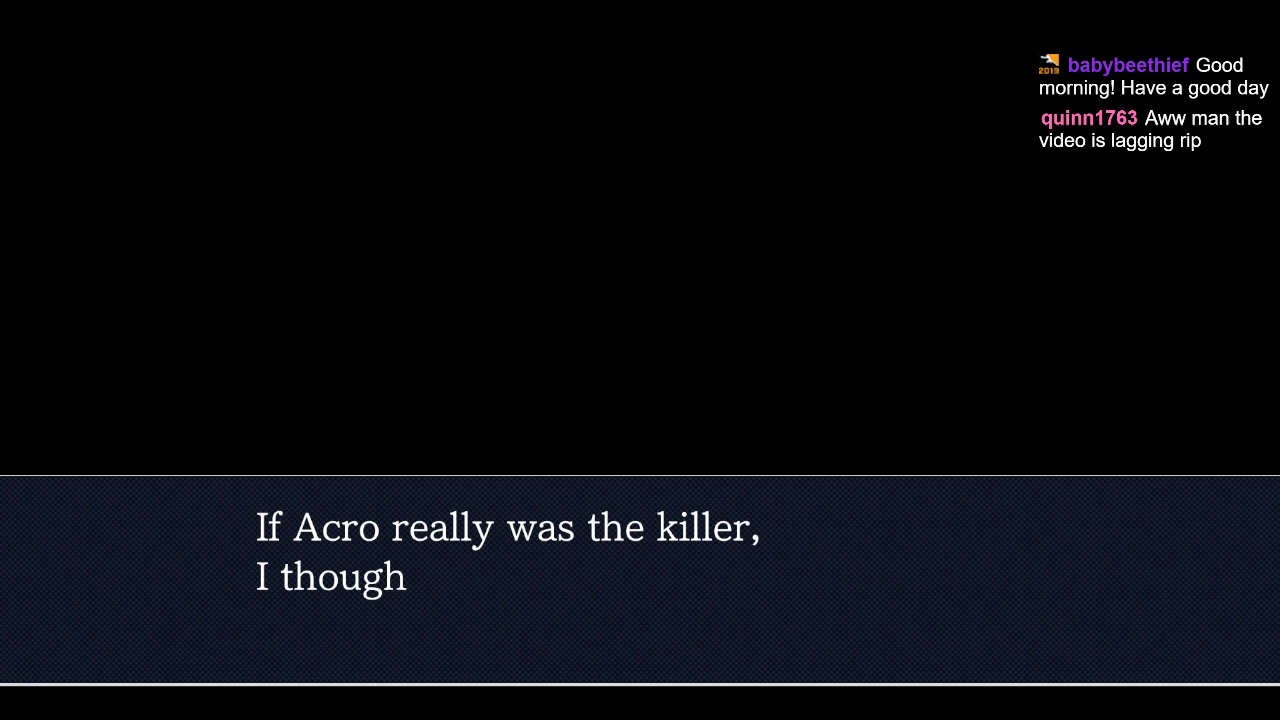 2019 babybeethief Good
morning! Have a good day
quinn1763 Aww man the
video is lagging rip
If Acro really was the killer,
I though